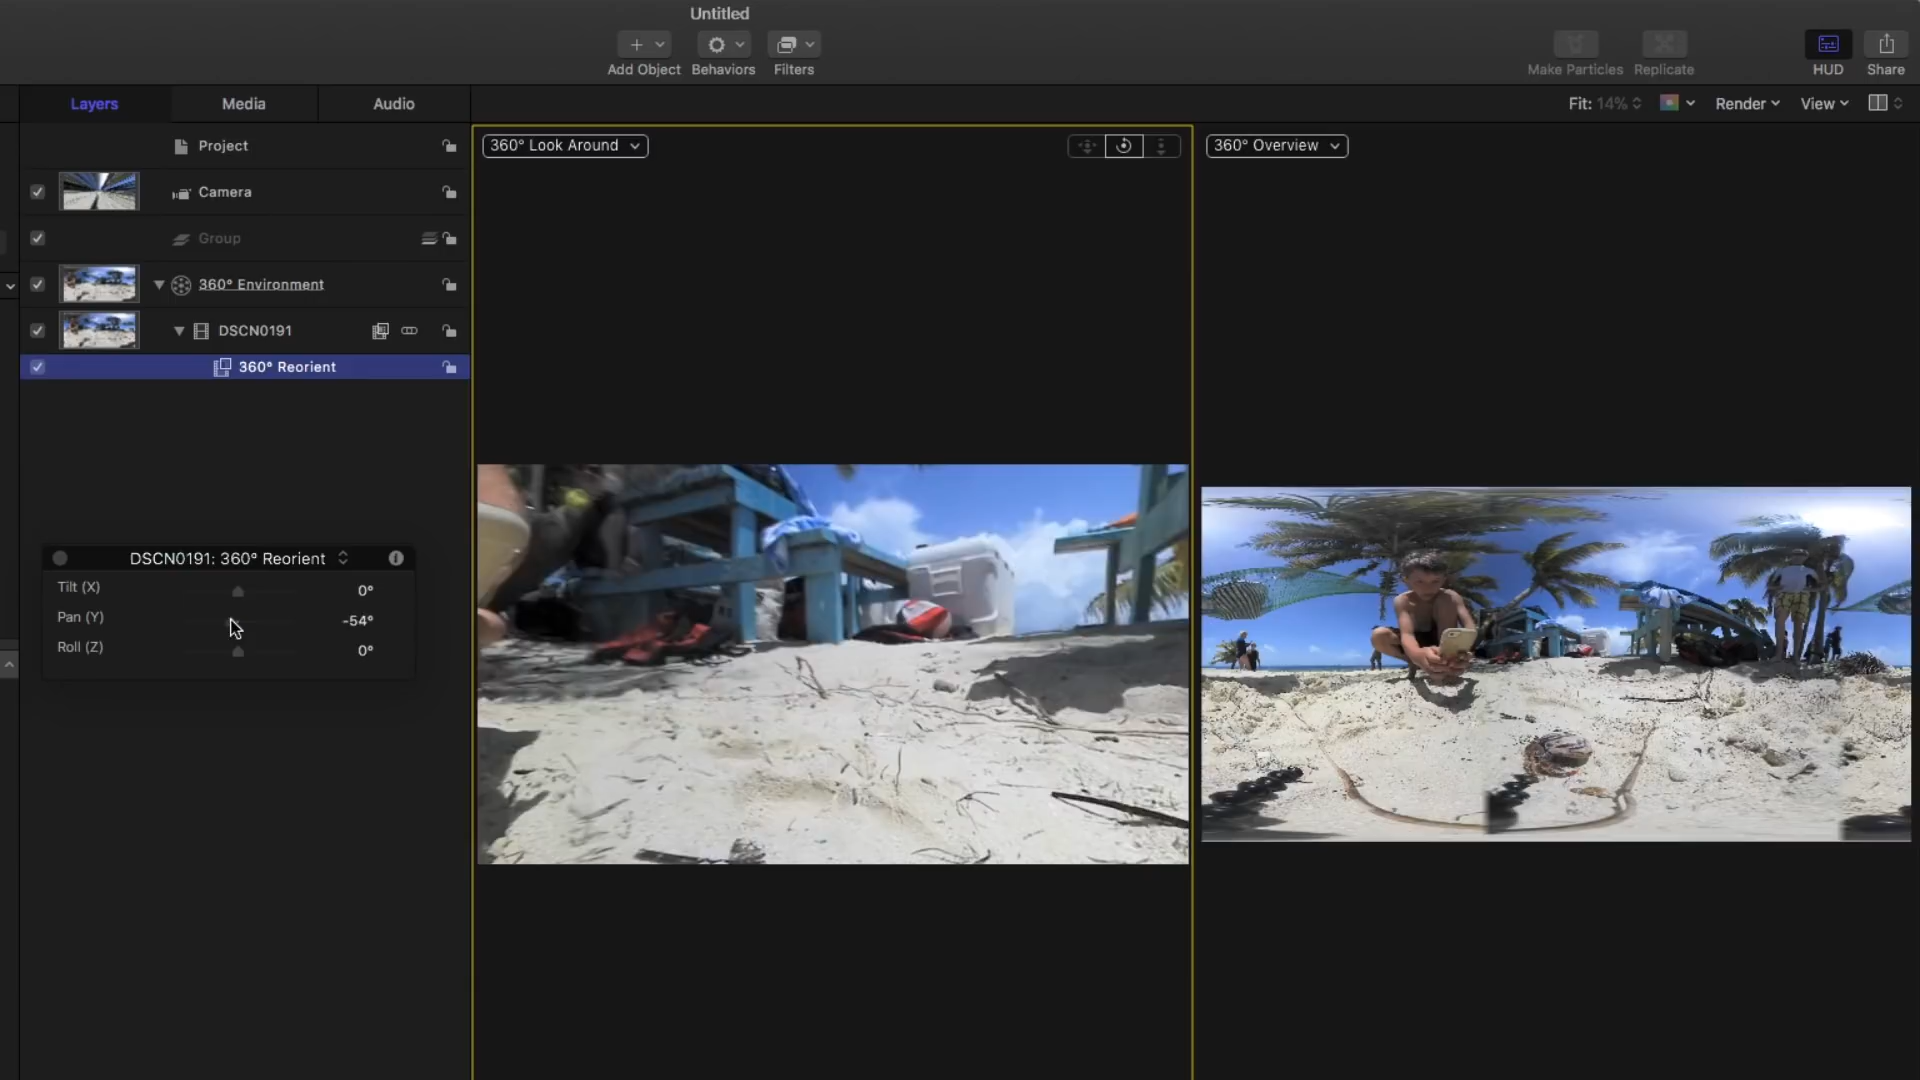 Untitled
Add Object
Behaviors
Filters
Make Particles
Replicate
HUD
Share
Layers
Media
Audio
Fit: 14%
Render
View
Project
Camera
Group
360° Environment
DSCN0191
360° Reorient
360° Look Around
360° Overview
DSCN0191: 360° Reorient
Tilt (X)
0°
Pan (Y)
-54°
Roll (Z)
0°